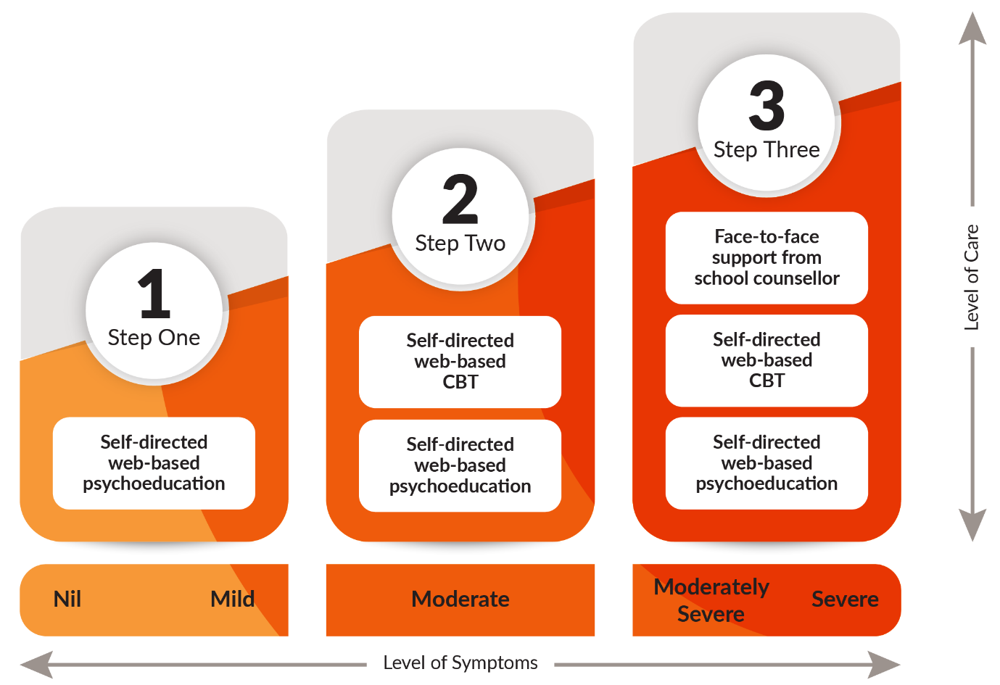 1
Step One
Self-directed
web-based
psychoeducation
2
Step Two
Self-directed
web-based
CBT
Self-directed
web-based
psychoeducation
3
Step Three
Face-to-face
support from
school counsellor
Self-directed
web-based
CBT
Self-directed
web-based
psychoeducation
Level of Care
Nil
Mild
Moderate
Moderately
Severe
Severe
Level of Symptoms